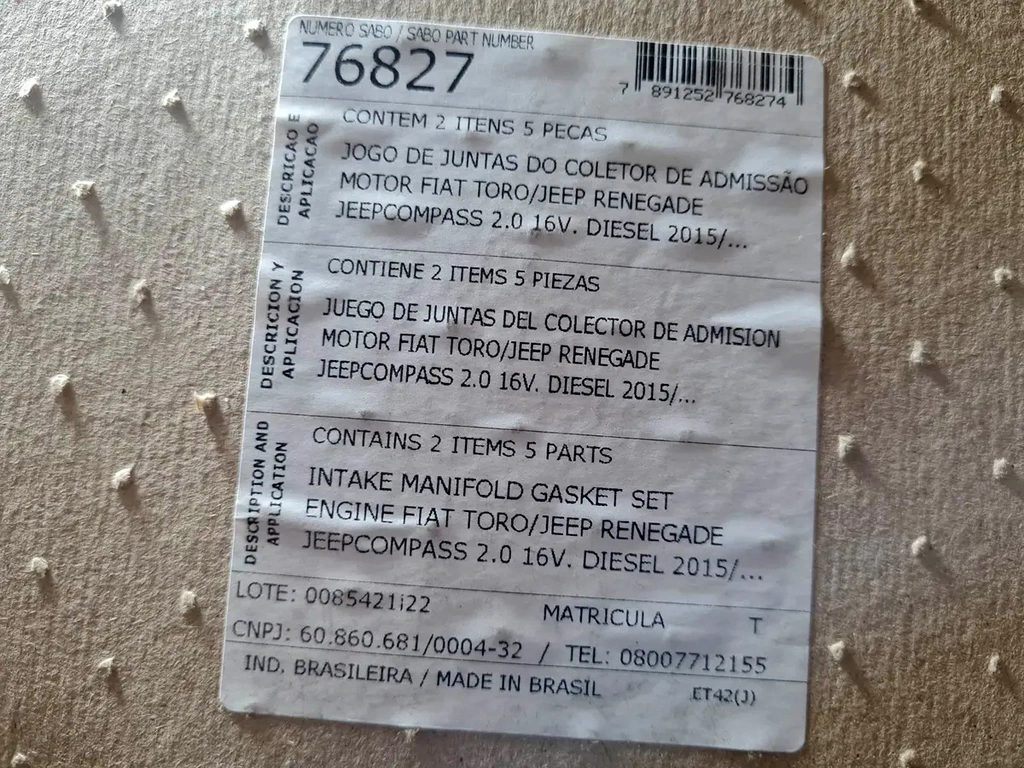 NUMERO SABO / SABO PART NUMBER
76827
7 891252 768274
DESCRICAO E
APLICACAO
CONTEM 2 ITENS 5 PECAS
JOGO DE JUNTAS DO COLETOR DE ADMISSÃO
MOTOR FIAT TORO/JEEP RENEGADE
JEEPCOMPASS 2.0 16V. DIESEL 2015/...
DESCRICION Y
APLICACION
CONTIENE 2 ITEMS 5 PIEZAS
JUEGO DE JUNTAS DEL COLECTOR DE ADMISION
MOTOR FIAT TORO/JEEP RENEGADE
JEEPCOMPASS 2.0 16V. DIESEL 2015/...
DESCRIPTION AND
APPLICATION
CONTAINS 2 ITEMS 5 PARTS
INTAKE MANIFOLD GASKET SET
ENGINE FIAT TORO/JEEP RENEGADE
JEEPCOMPASS 2.0 16V. DIESEL 2015/...
LOTE: 0085421i22 MATRICULA T
CNPJ: 60.860.681/0004-32 / TEL: 08007712155
IND. BRASILEIRA / MADE IN BRASIL ET42(J)